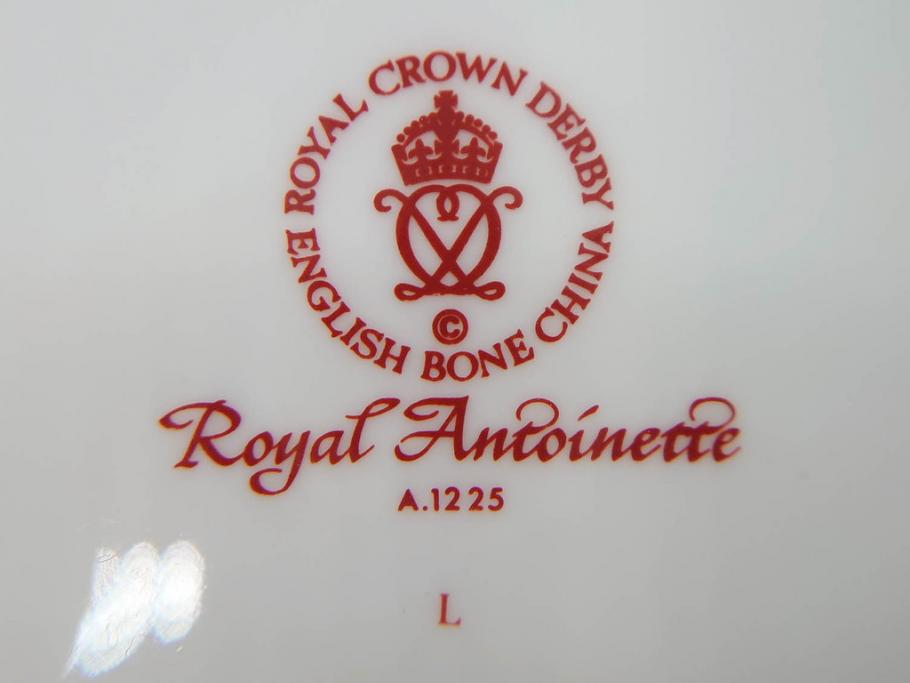 ROYAL CROWN DERBY
ENGLISH BONE CHINA
©
Royal Antoinette
A.1225
L